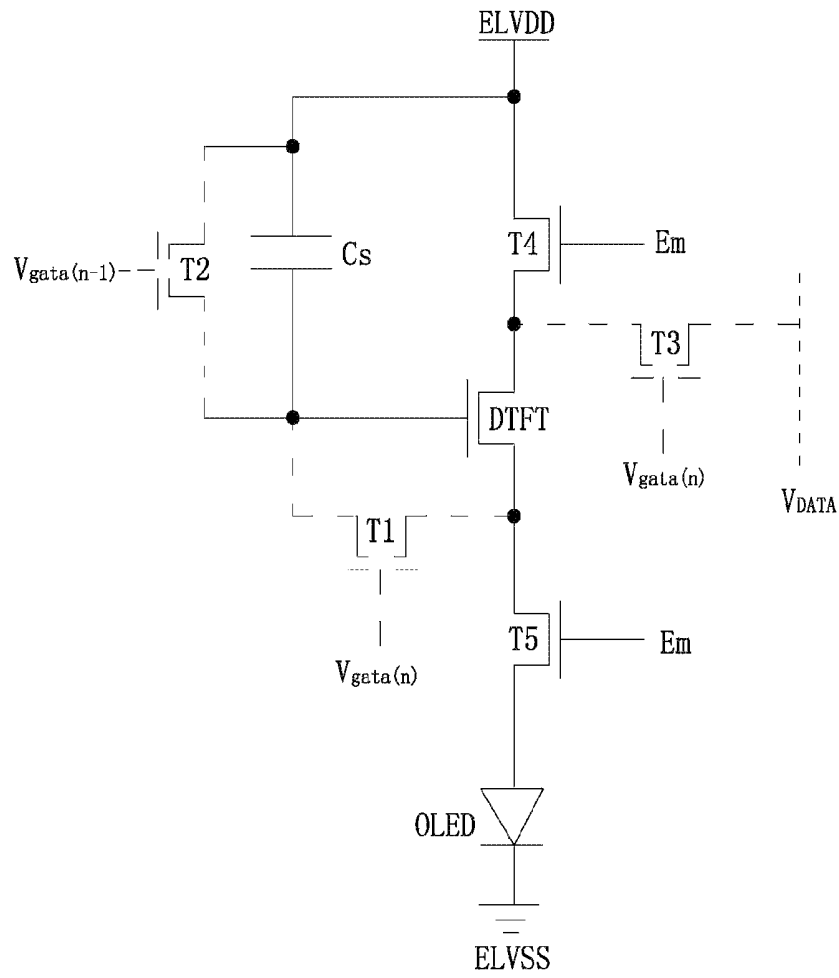 ELVDD
T4
Em
Vgata(n-1)
T2
Cs
T3
DTFT
Vgata(n)
VDATA
T1
T5
Em
Vgata(n)
OLED
ELVSS